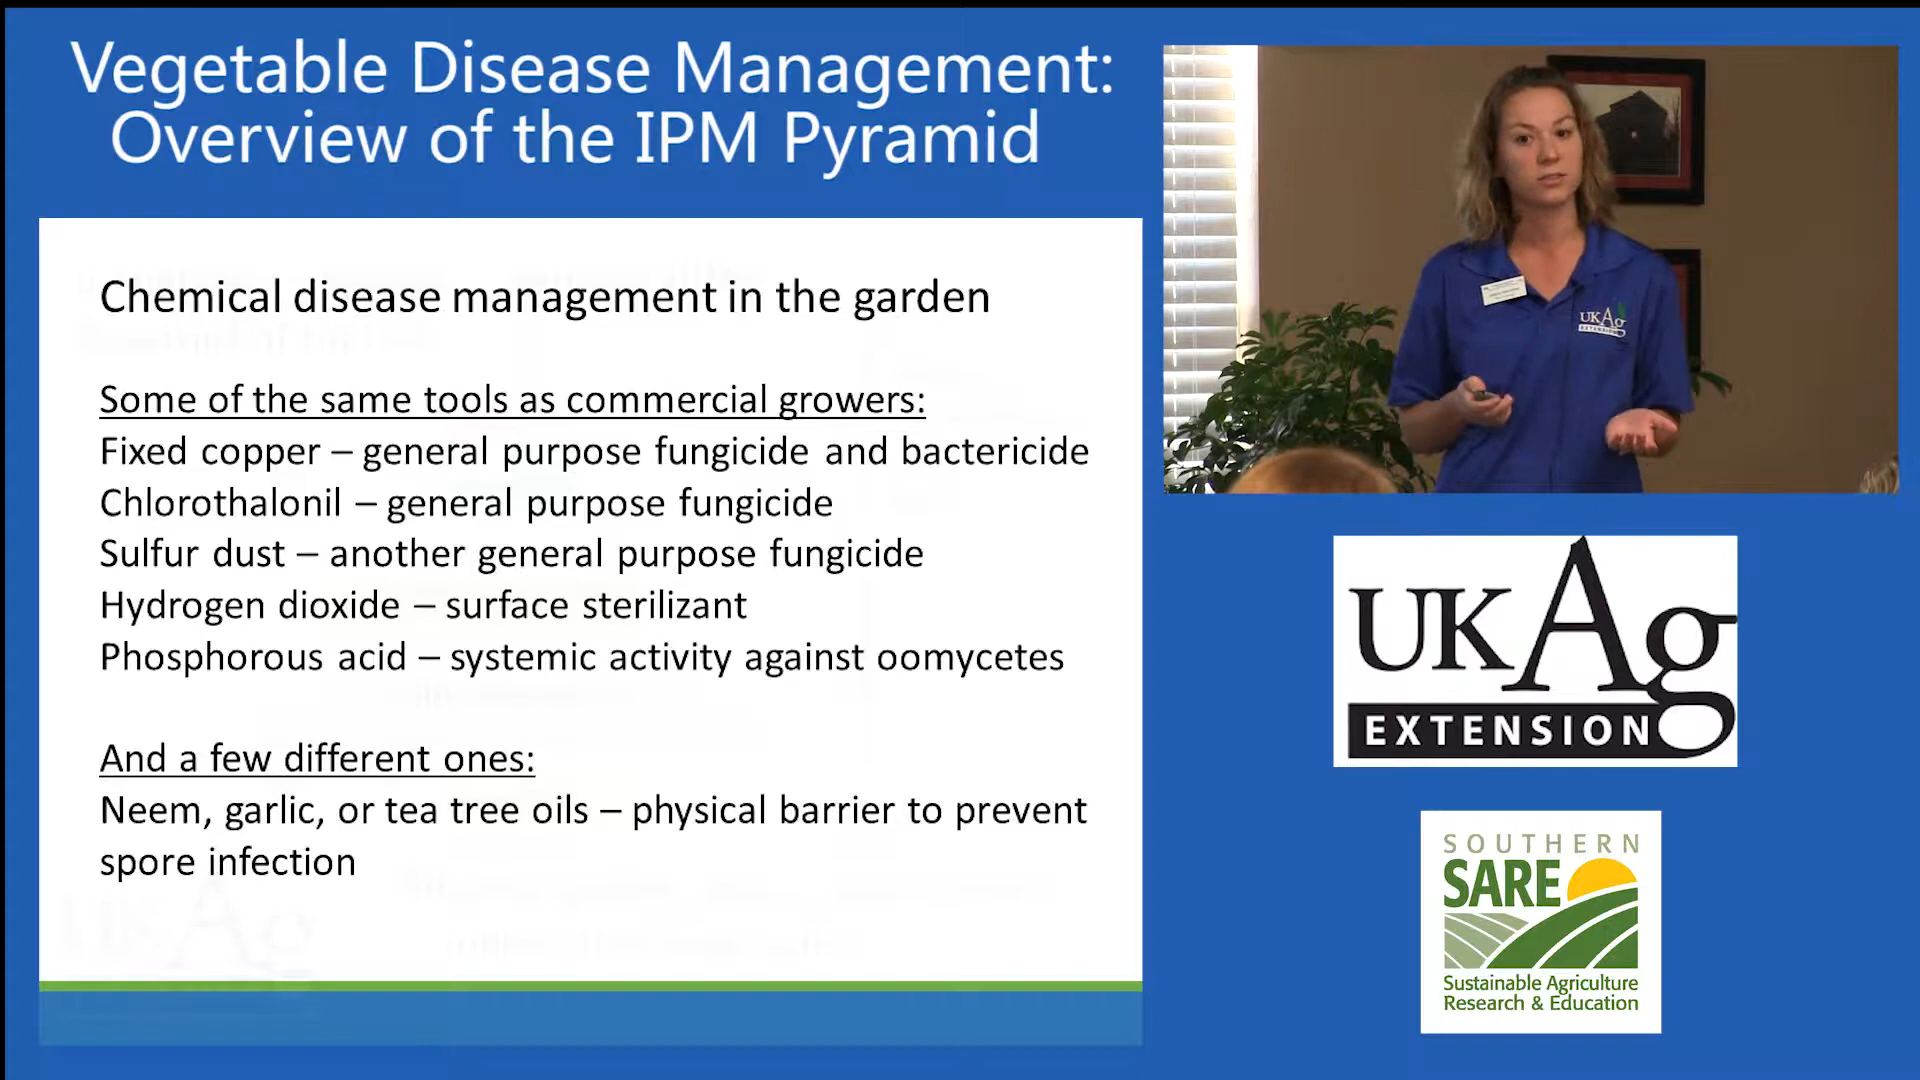 Vegetable Disease Management:
Overview of the IPM Pyramid
Chemical disease management in the garden
Some of the same tools as commercial growers:
Fixed copper – general purpose fungicide and bactericide
Chlorothalonil – general purpose fungicide
Sulfur dust – another general purpose fungicide
Hydrogen dioxide – surface sterilizant
Phosphorous acid – systemic activity against oomycetes
And a few different ones:
Neem, garlic, or tea tree oils – physical barrier to prevent
spore infection
UKAg
EXTENSION
UKAg
EXTENSION
SOUTHERN
SARE
Sustainable Agriculture
Research & Education
UKAg